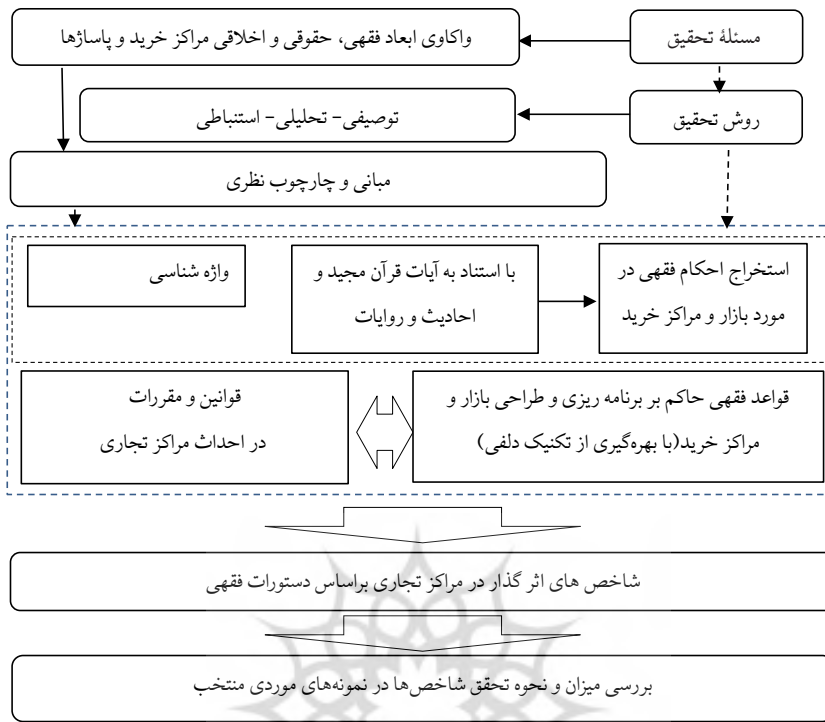 مسئلهٔ تحقیق
واکاوی ابعاد فقهی، حقوقی و اخلاقی مراکز خرید و پاساژها
روش تحقیق
توصیفی- تحلیلی- استنباطی
مبانی و چارچوب نظری
استخراج احکام فقهی در
مورد بازار و مراکز خرید
با استناد به آیات قرآن مجید و
احادیث و روایات
واژه شناسی
قواعد فقهی حاکم بر برنامه ریزی و طراحی بازار و
مراکز خرید(با بهره‌گیری از تکنیک دلفی)
قوانین و مقررات
در احداث مراکز تجاری
شاخص های اثر گذار در مراکز تجاری براساس دستورات فقهی
بررسی میزان و نحوه تحقق شاخص‌ها در نمونه‌های موردی منتخب